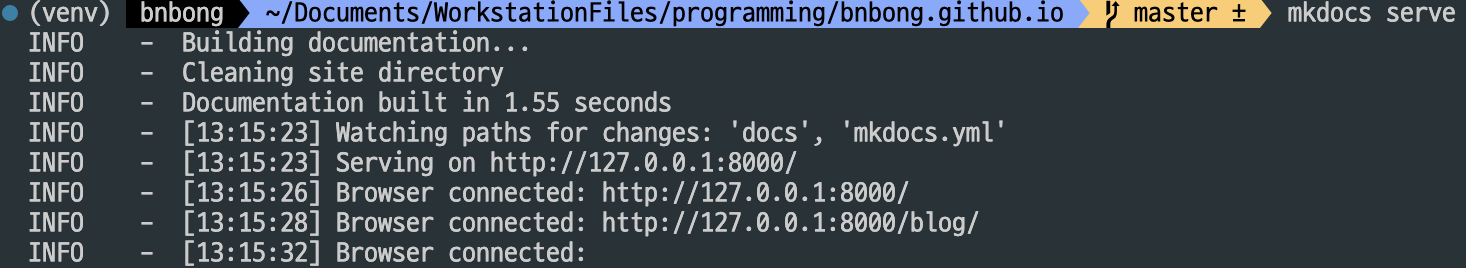 (venv) bnbong ~/Documents/WorkstationFiles/programming/bnbong.github.io master ± mkdocs serve
INFO - Building documentation...
INFO - Cleaning site directory
INFO - Documentation built in 1.55 seconds
INFO - [13:15:23] Watching paths for changes: 'docs', 'mkdocs.yml'
INFO - [13:15:23] Serving on http://127.0.0.1:8000/
INFO - [13:15:26] Browser connected: http://127.0.0.1:8000/
INFO - [13:15:28] Browser connected: http://127.0.0.1:8000/blog/
INFO - [13:15:32] Browser connected: